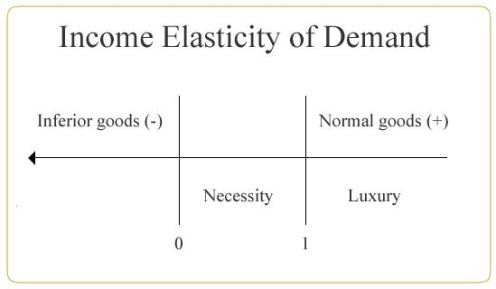 Income Elasticity of Demand
Inferior goods (-)
Normal goods (+)
Necessity
Luxury
0
1